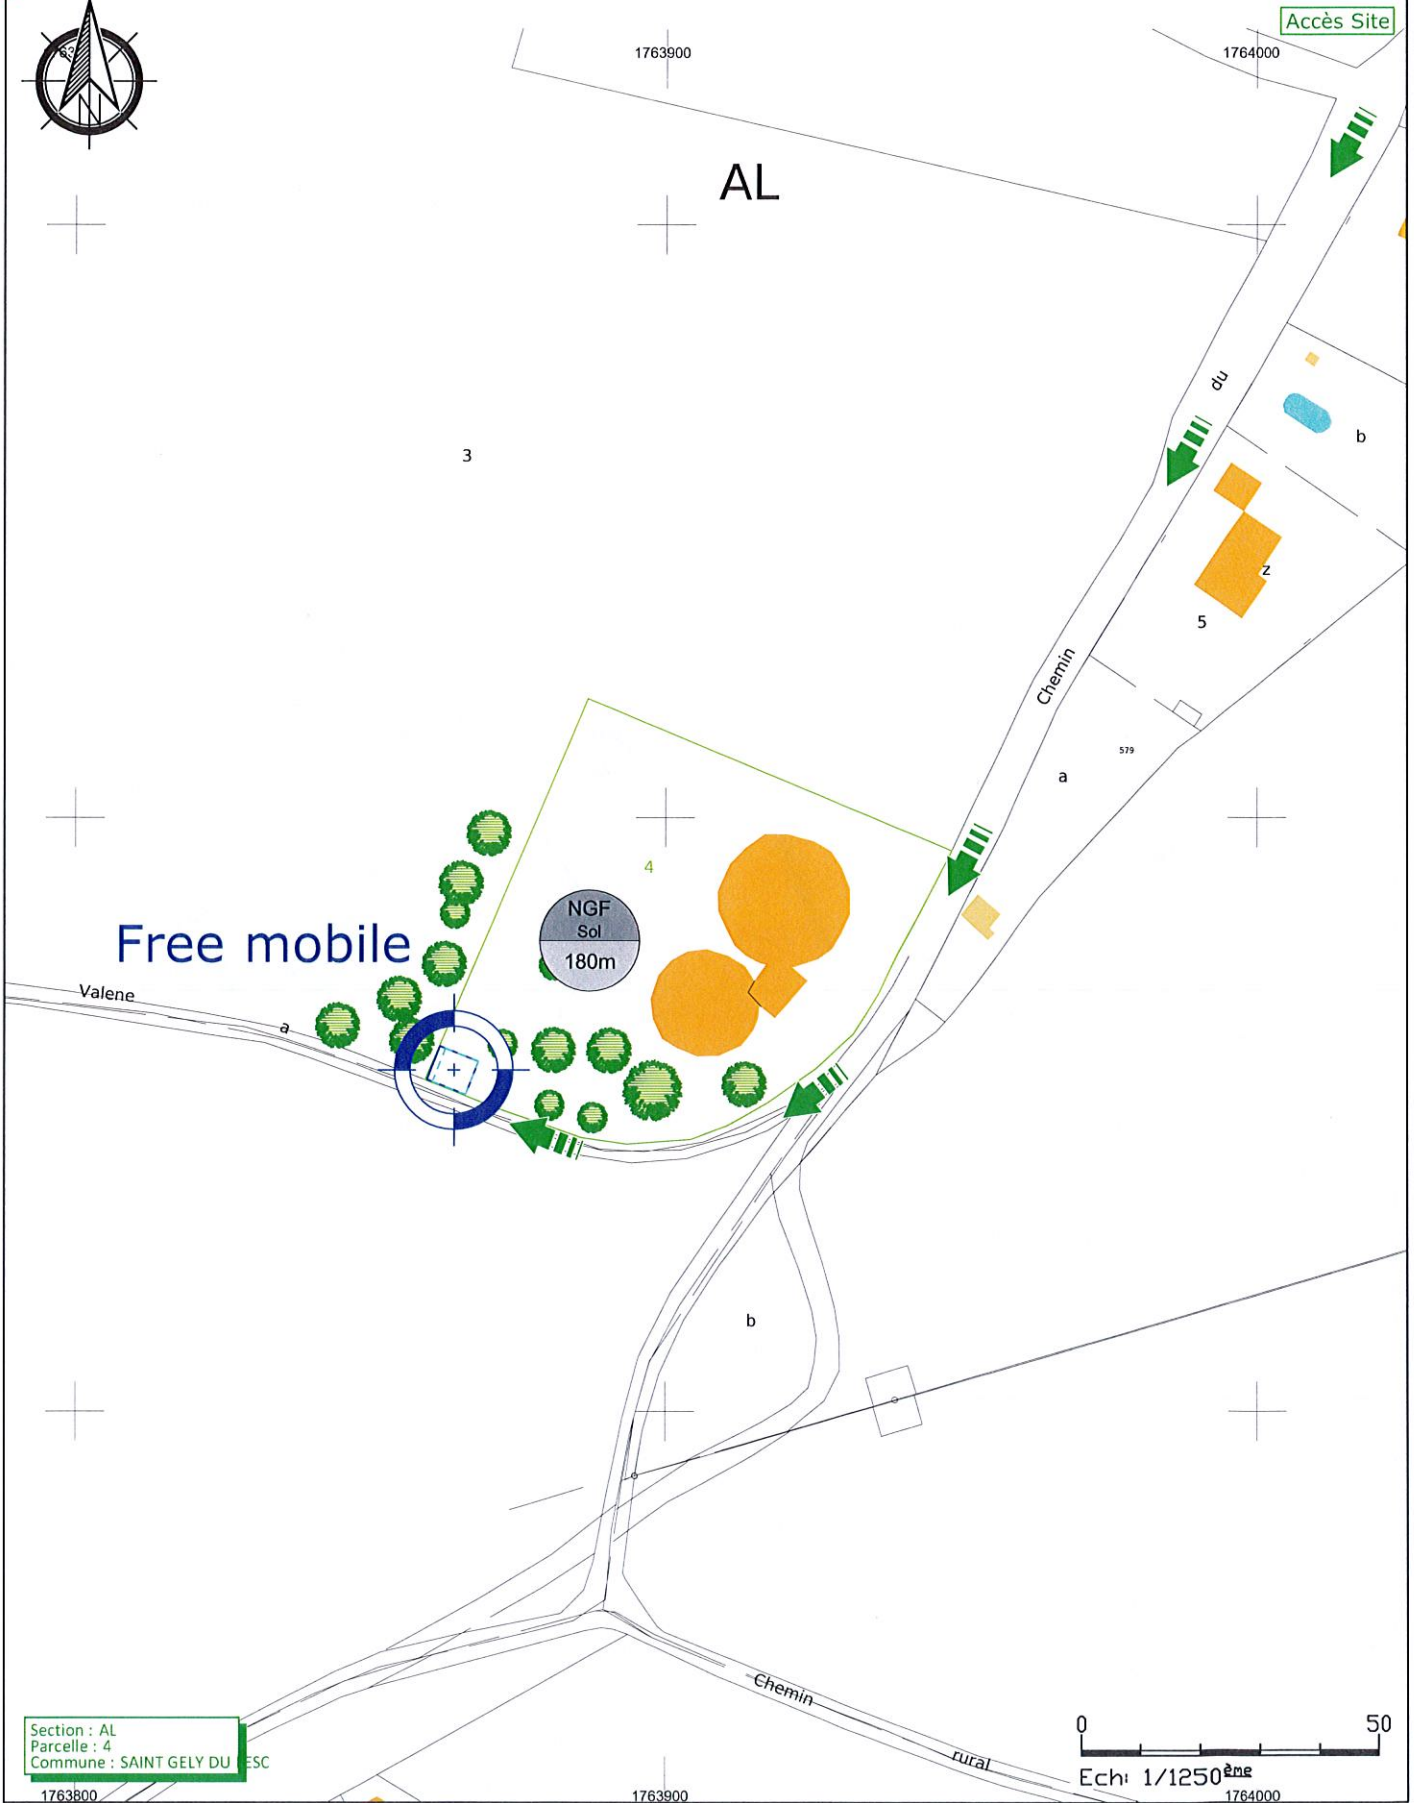 Accès Site
1763900
1764000
N
AL
du
3
b
z
5
Chemin
579
a
4
NGF
Sol
180m
Free mobile
Valene
a
b
Chemin
rural
Section : AL
Parcelle : 4
Commune : SAINT GELY DU ESC
0 50
Ech: 1/1250ème
1763800
1763900
1764000